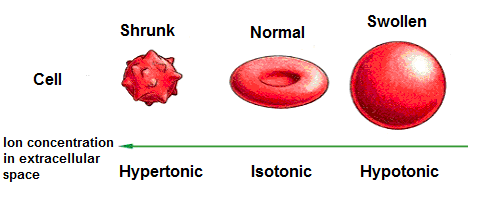 Shrunk
Normal
Swollen
Cell
Ion concentration
in extracellular
space
Hypertonic
Isotonic
Hypotonic